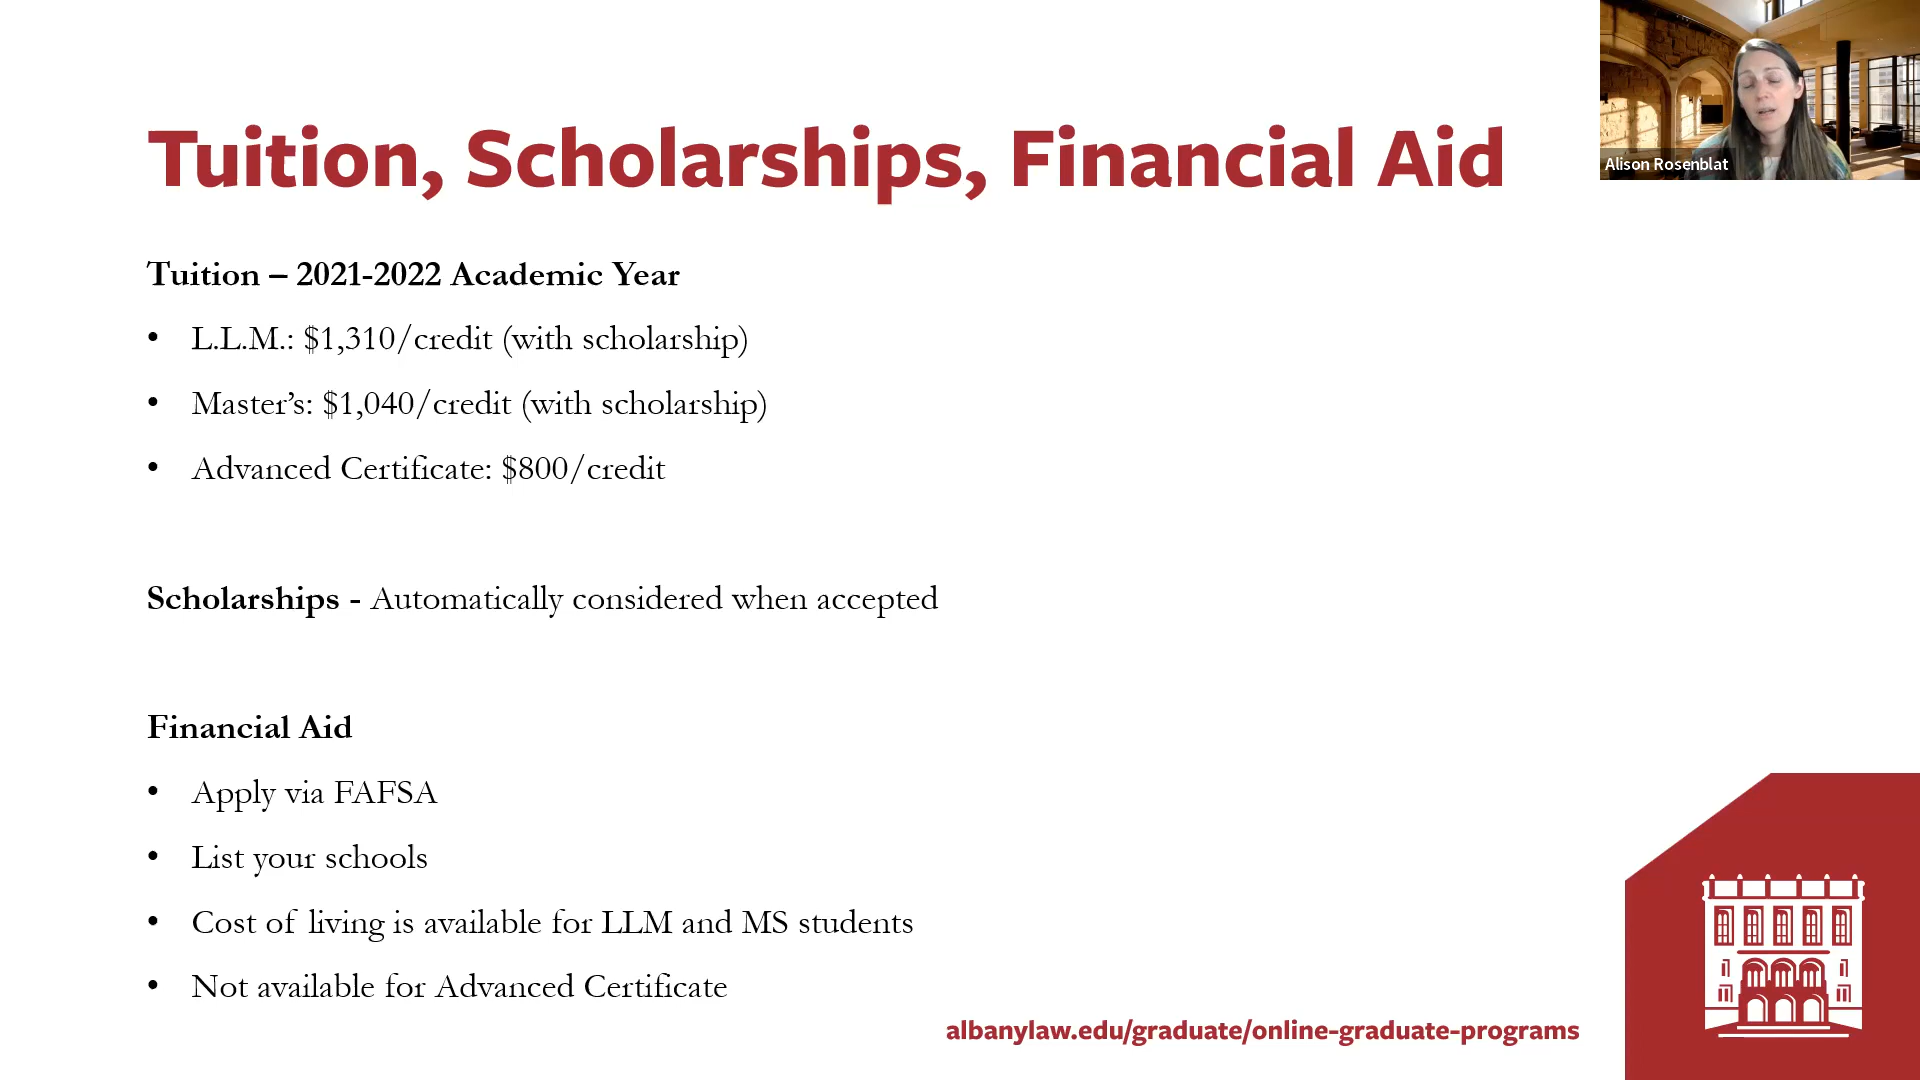 Tuition, Scholarships, Financial Aid
Alison Rosenblat
Tuition – 2021-2022 Academic Year
• L.L.M.: $1,310/credit (with scholarship)
• Master’s: $1,040/credit (with scholarship)
• Advanced Certificate: $800/credit
Scholarships - Automatically considered when accepted
Financial Aid
• Apply via FAFSA
• List your schools
• Cost of living is available for LLM and MS students
• Not available for Advanced Certificate
albanylaw.edu/graduate/online-graduate-programs